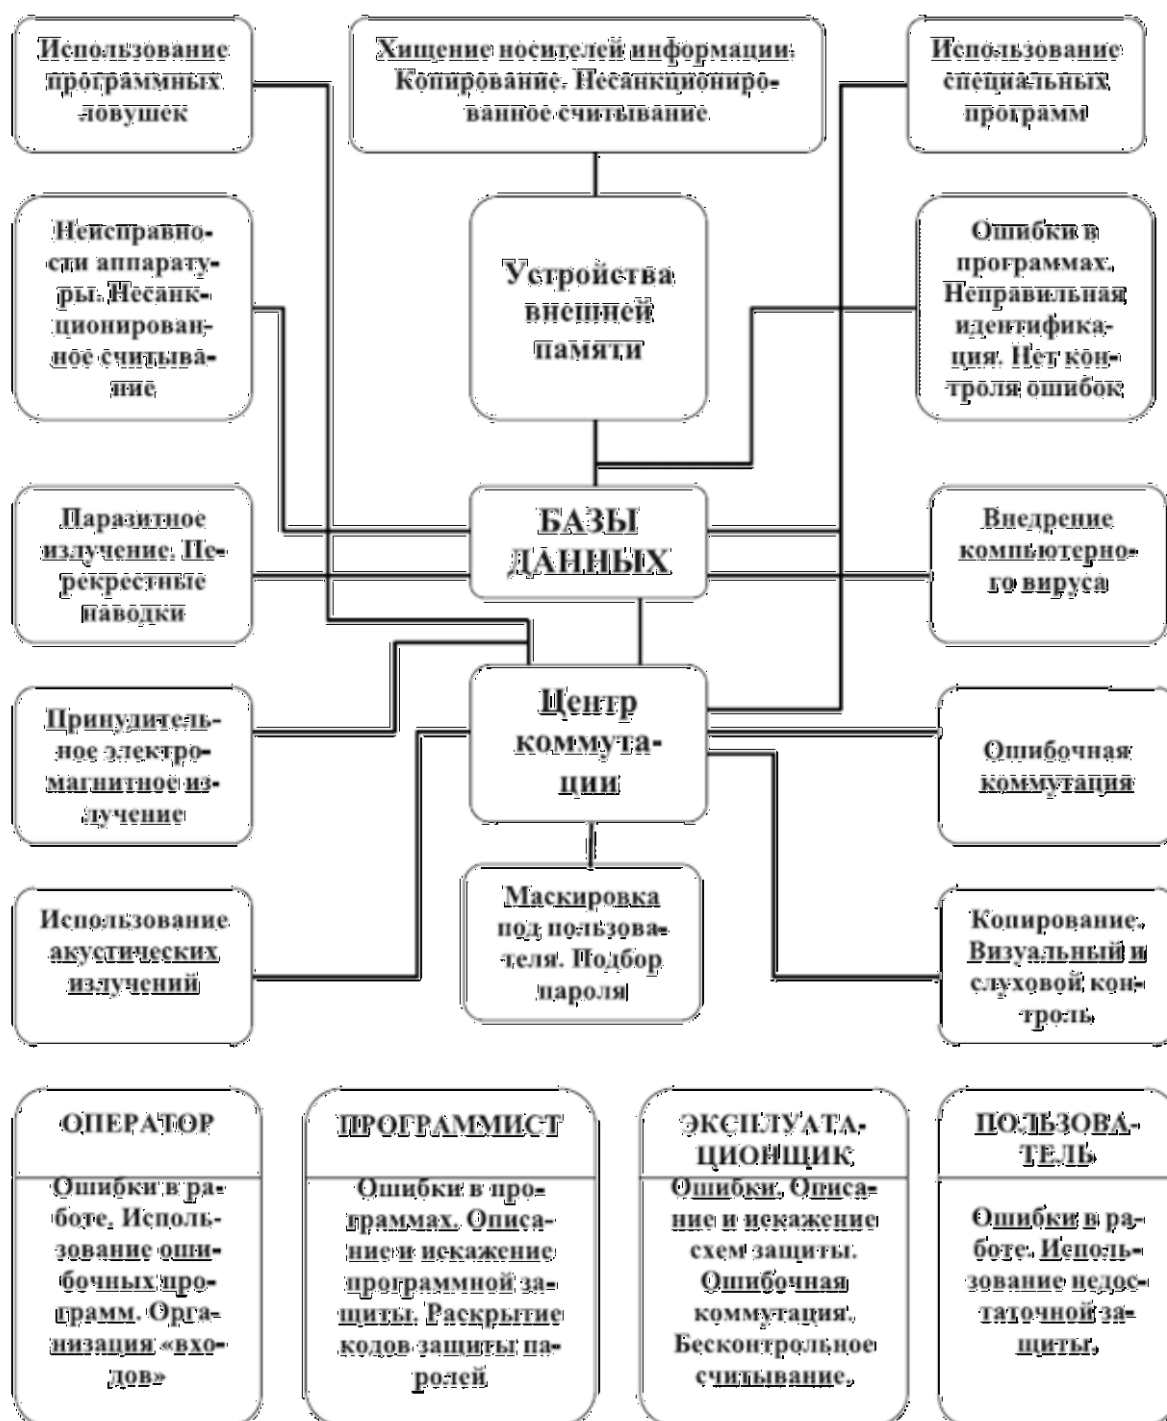 Использование
программных
ловушек
Хищение носителей информации.
Копирование. Несанкциониро-
ванное считывание
Использование
специальных
программ
Неисправно-
сти аппарату-
ры. Несанк-
ционирован-
ное считыва-
ние
Устройства
внешней
памяти
Ошибки в
программах.
Неправильная
идентифика-
ция. Нет кон-
троля ошибок
Паразитное
излучение. Пе-
рекрестные
наводки
БАЗЫ
ДАННЫХ
Внедрение
компьютерно-
го вируса
Принудитель-
ное электро-
магнитное из-
лучение
Центр
коммута-
ции
Ошибочная
коммутация
Использование
акустических
излучений
Маскировка
под пользова-
теля. Подбор
пароля
Копирование.
Визуальный и
слуховой кон-
троль
ОПЕРАТОР
Ошибки в ра-
боте. Исполь-
зование оши-
бочных про-
грамм. Орга-
низация «вхо-
дов»
ПРОГРАММИСТ
Ошибки в про-
граммах. Описа-
ние и искажение
программной за-
щиты. Раскрытие
кодов защиты па-
ролей
ЭКСПЛУАТА-
ЦИОНЩИК
Ошибки. Описа-
ние и искажение
схем защиты.
Ошибочная
коммутация.
Бесконтрольное
считывание.
ПОЛЬЗОВА-
ТЕЛЬ
Ошибки в ра-
боте. Исполь-
зование недос-
таточной за-
щиты.